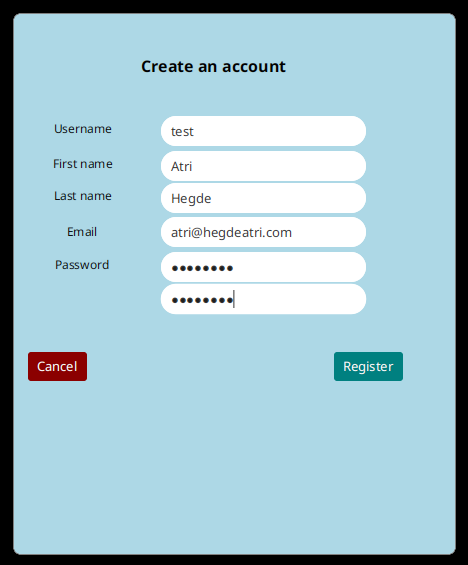 Create an account
Username test
First name Atri
Last name Hegde
Email atri@hegdeatri.com
Password ●●●●●●●●
●●●●●●●●
Cancel Register